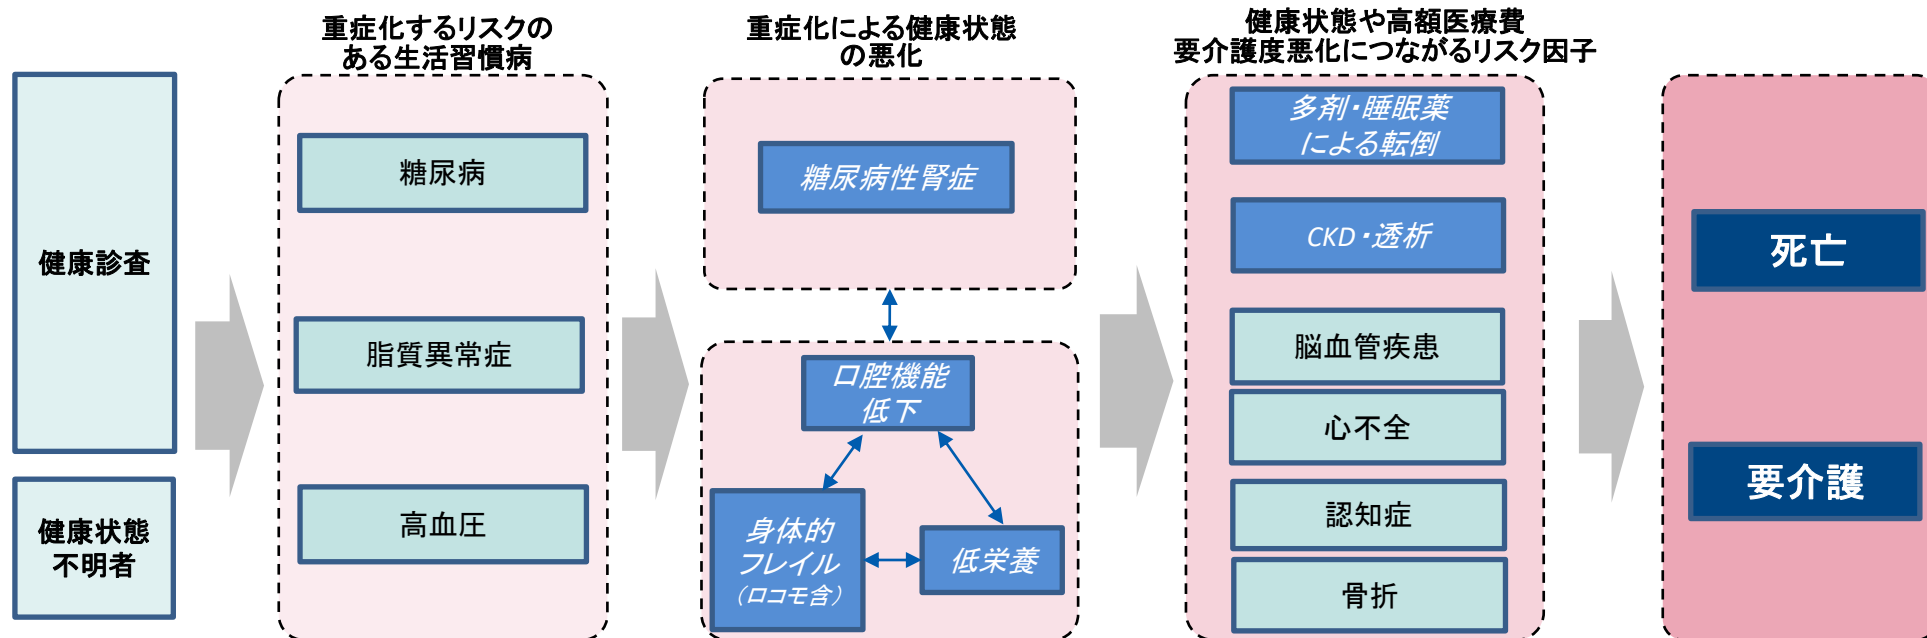 健康診査
健康状態
不明者
重症化するリスクの
ある生活習慣病
糖尿病
脂質異常症
高血圧
重症化による健康状態
の悪化
糖尿病性腎症
口腔機能
低下
身体的
フレイル
（ロコモ含）
低栄養
健康状態や高額医療費
要介護度悪化につながるリスク因子
多剤・睡眠薬
による転倒
CKD・透析
脳血管疾患
心不全
認知症
骨折
死亡
要介護